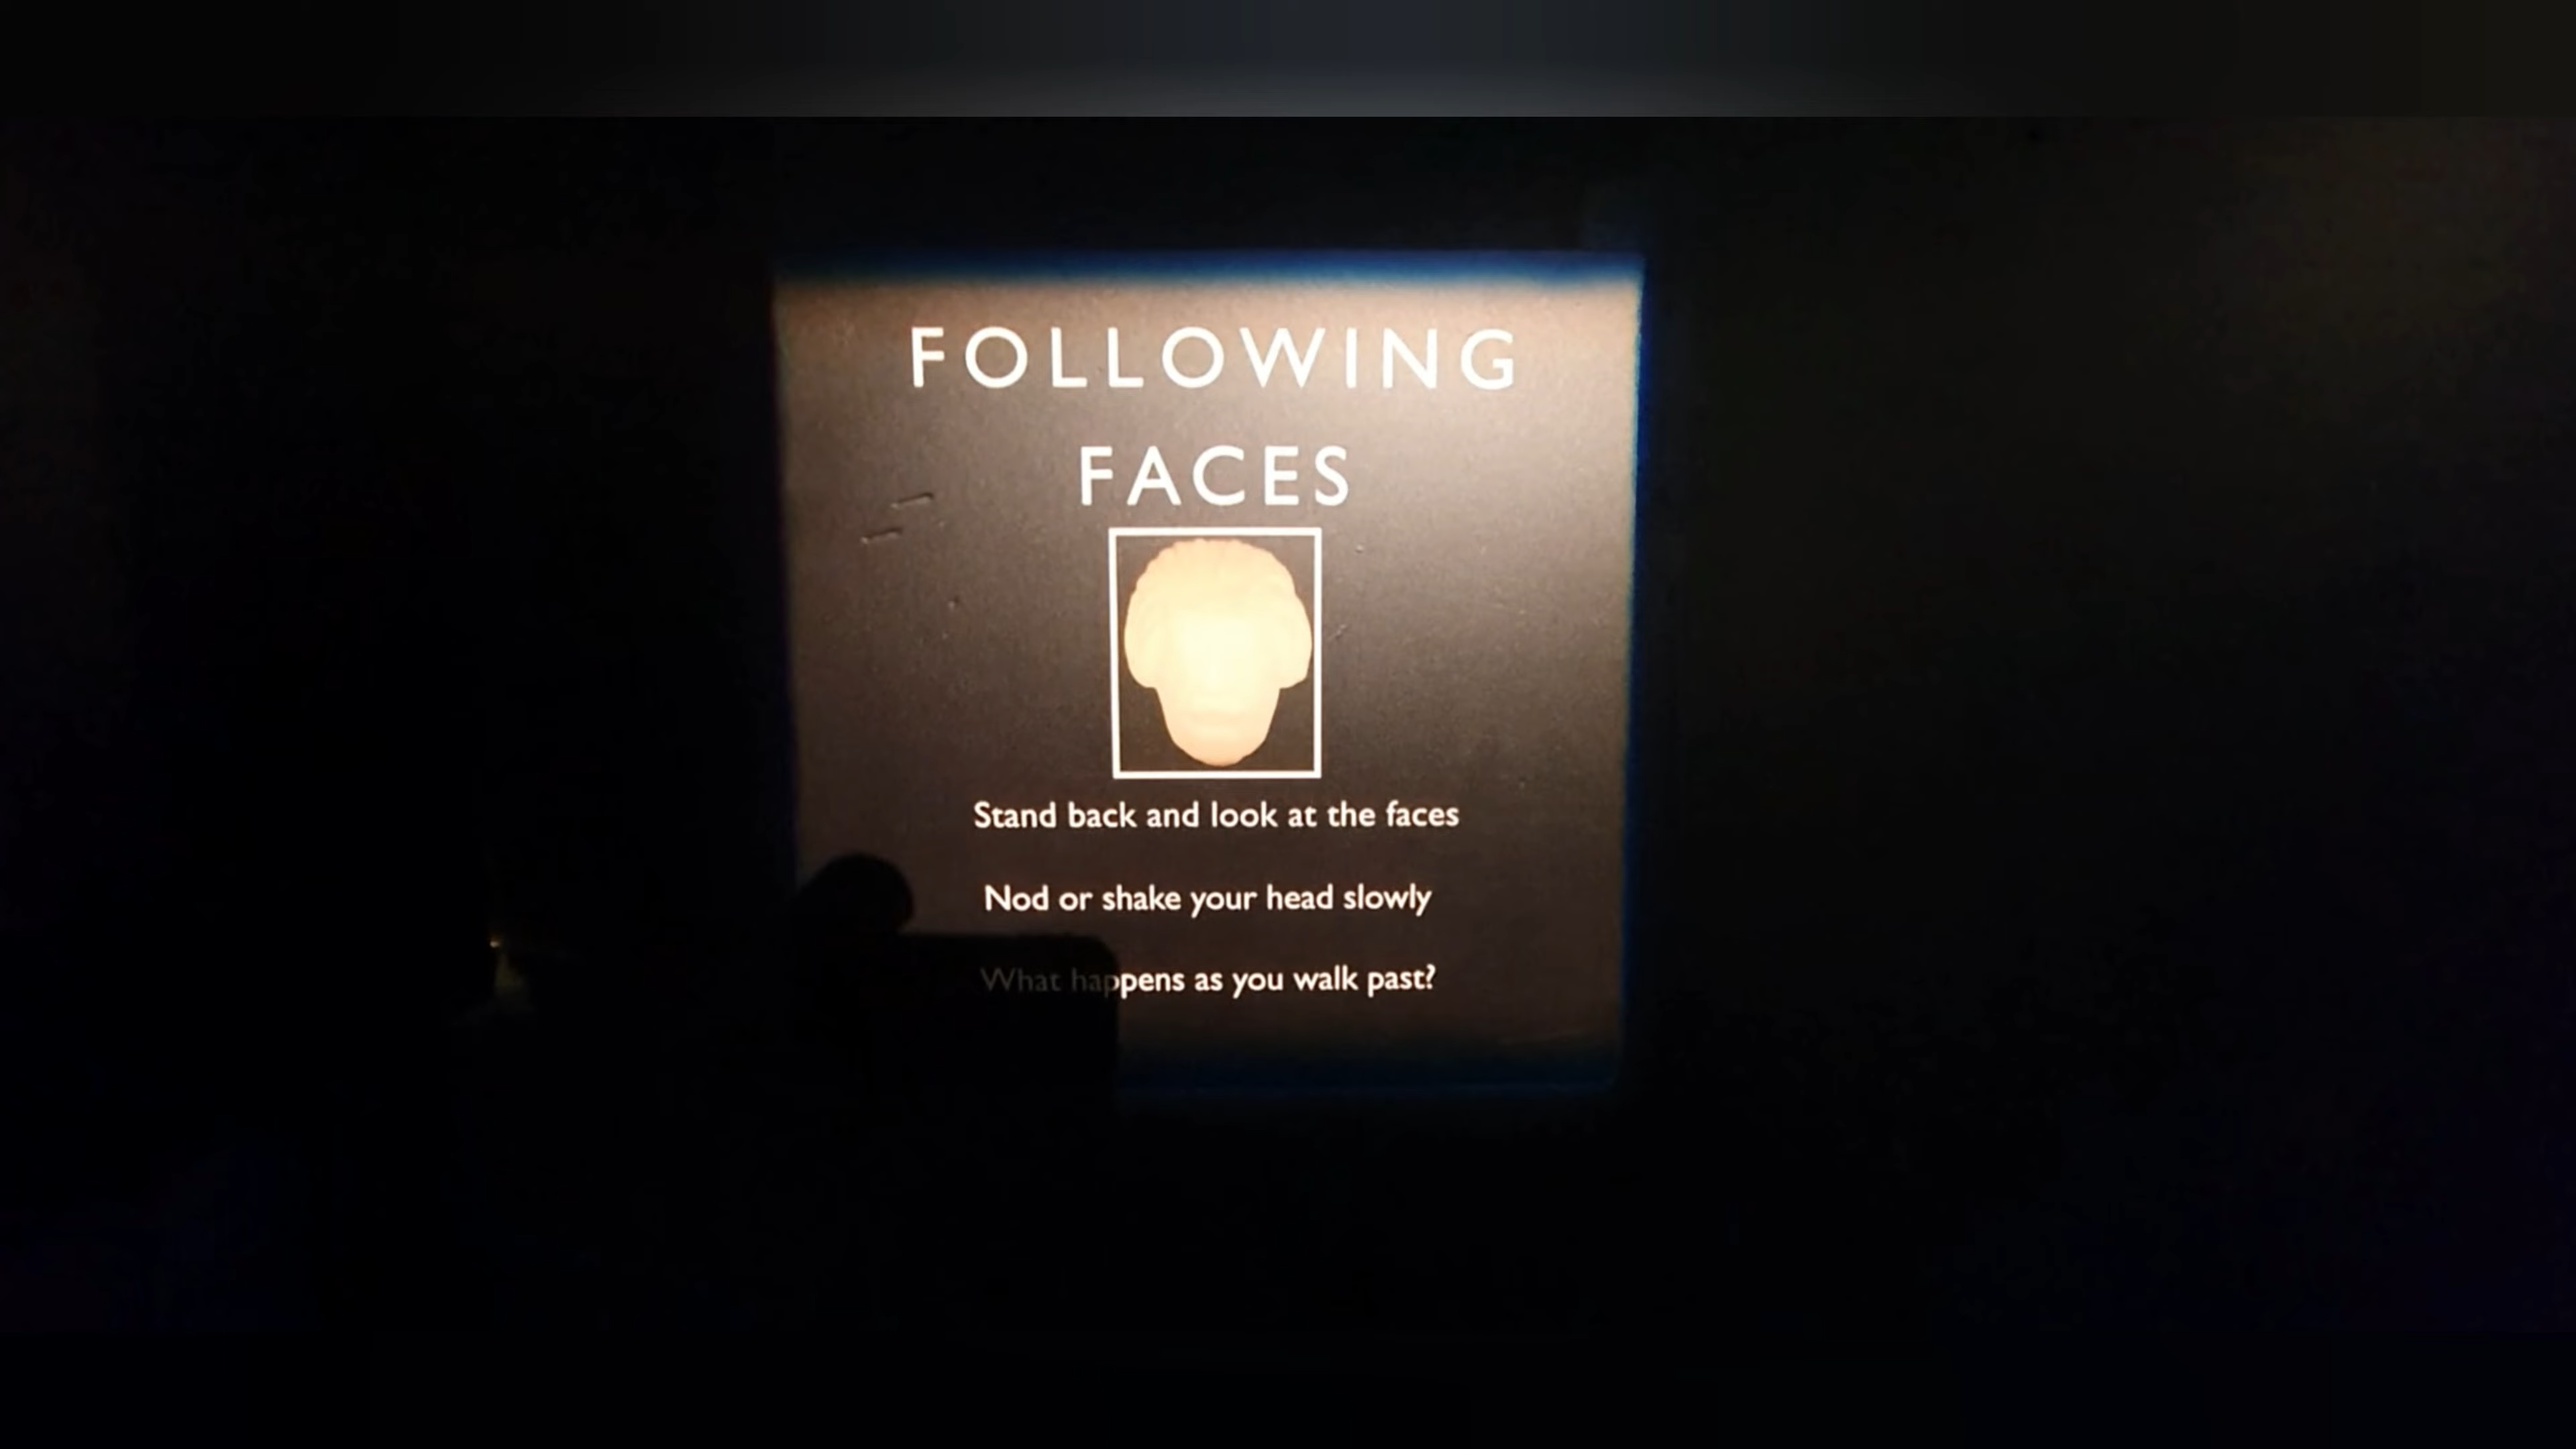 FOLLOWING
FACES
Stand back and look at the faces
Nod or shake your head slowly
What happens as you walk past?